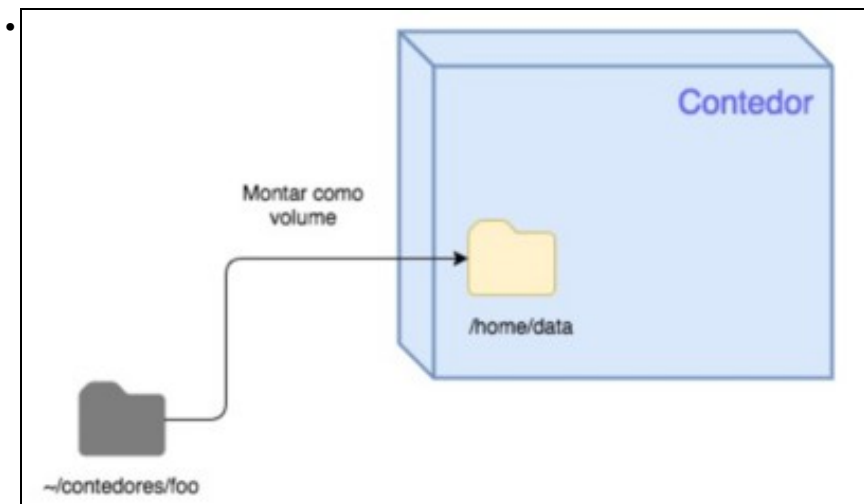 Contedor
Montar como
volume
/home/data
~/contedores/foo